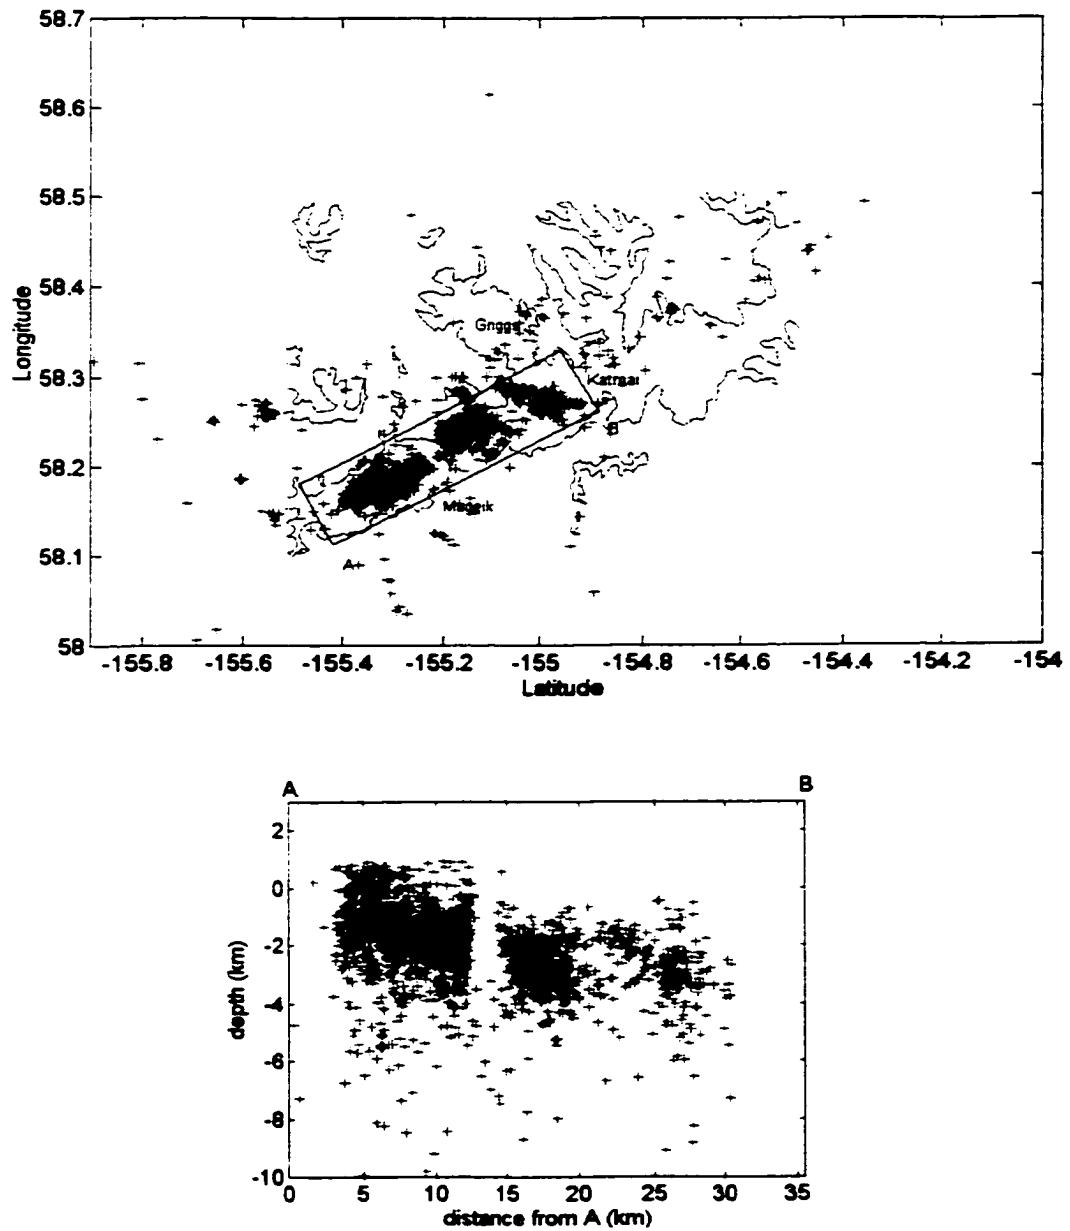 58.7
58.6
58.5
58.4
58.3
58.2
58.1
58
Longitude
Griggs
Katmai
B
Mageik
A
-155.8 -155.6 -155.4 -155.2 -155 -154.8 -154.6 -154.4 -154.2 -154
Latitude
A B
2
0
-2
-4
-6
-8
-10
depth (km)
0 5 10 15 20 25 30 35
distance from A (km)